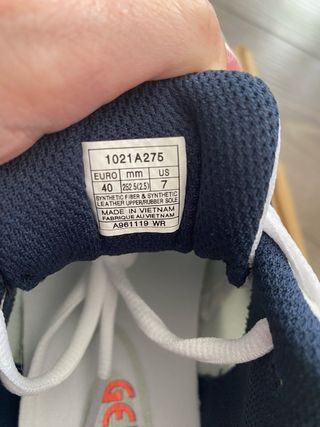 1021A275
EURO mm US
40 252.5(2.5) 7
SYNTHETIC FIBER & SYNTHETIC
LEATHER UPPER/RUBBER SOLE
MADE IN VIETNAM
FABRIQUE AU VIETNAM
A961119 WR
GE